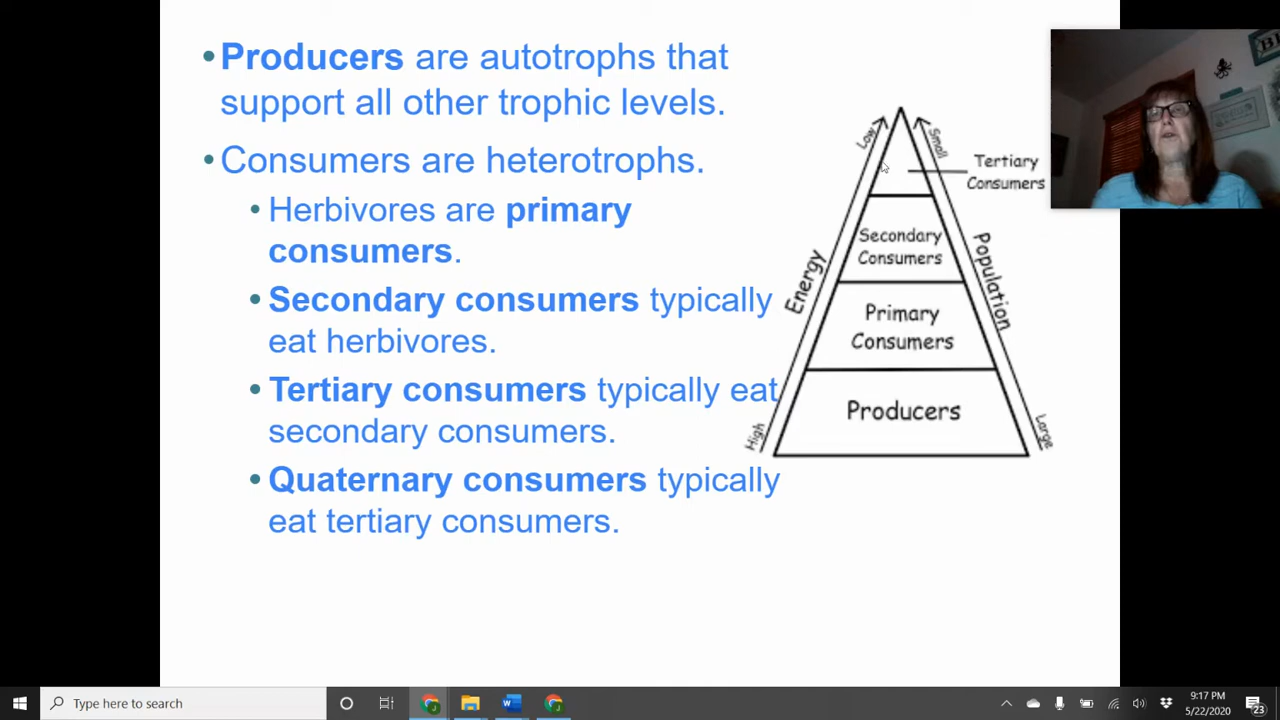 • Producers are autotrophs that
support all other trophic levels.
• Consumers are heterotrophs.
• Herbivores are primary
consumers.
• Secondary consumers typically
eat herbivores.
• Tertiary consumers typically eat
secondary consumers.
• Quaternary consumers typically
eat tertiary consumers.
Low
Small
Tertiary
Consumers
Secondary
Consumers
Energy
Population
Primary
Consumers
Producers
High
Large
Type here to search
9:17 PM
5/22/2020
23